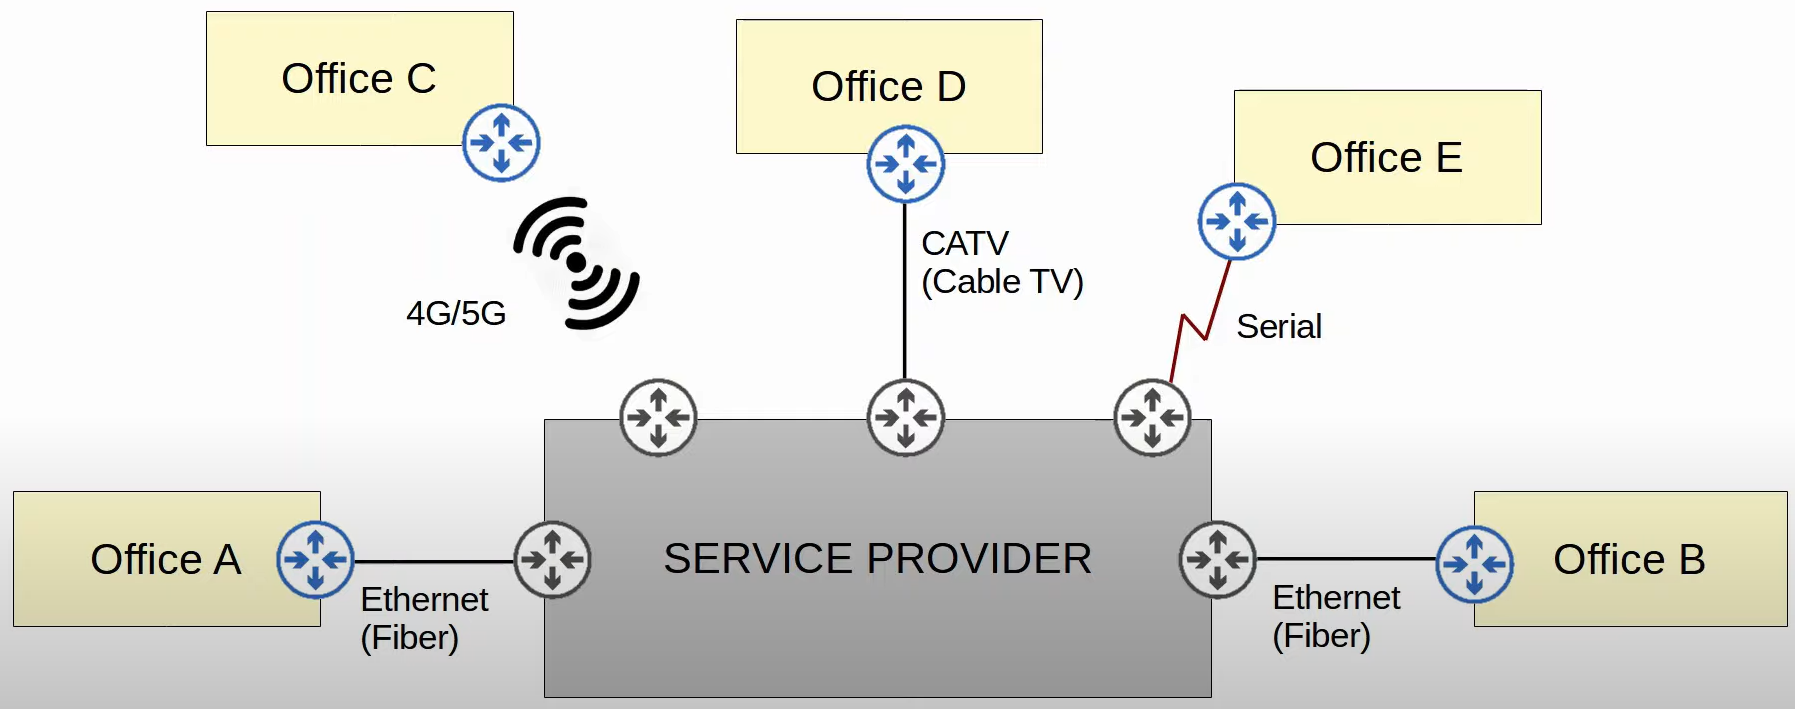 Office C
Office D
Office E
CATV
(Cable TV)
4G/5G
Serial
Office A
Ethernet
(Fiber)
SERVICE PROVIDER
Office B
Ethernet
(Fiber)